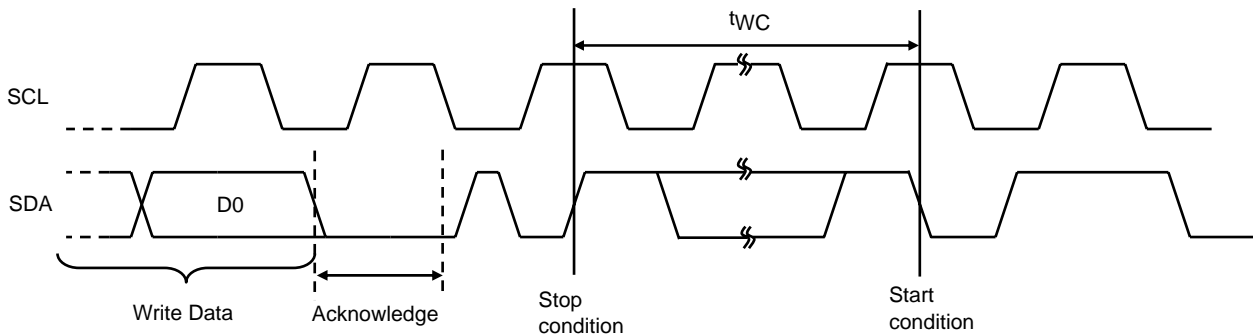 tWC
SCL
SDA
D0
Write Data
Acknowledge
Stop
condition
Start
condition